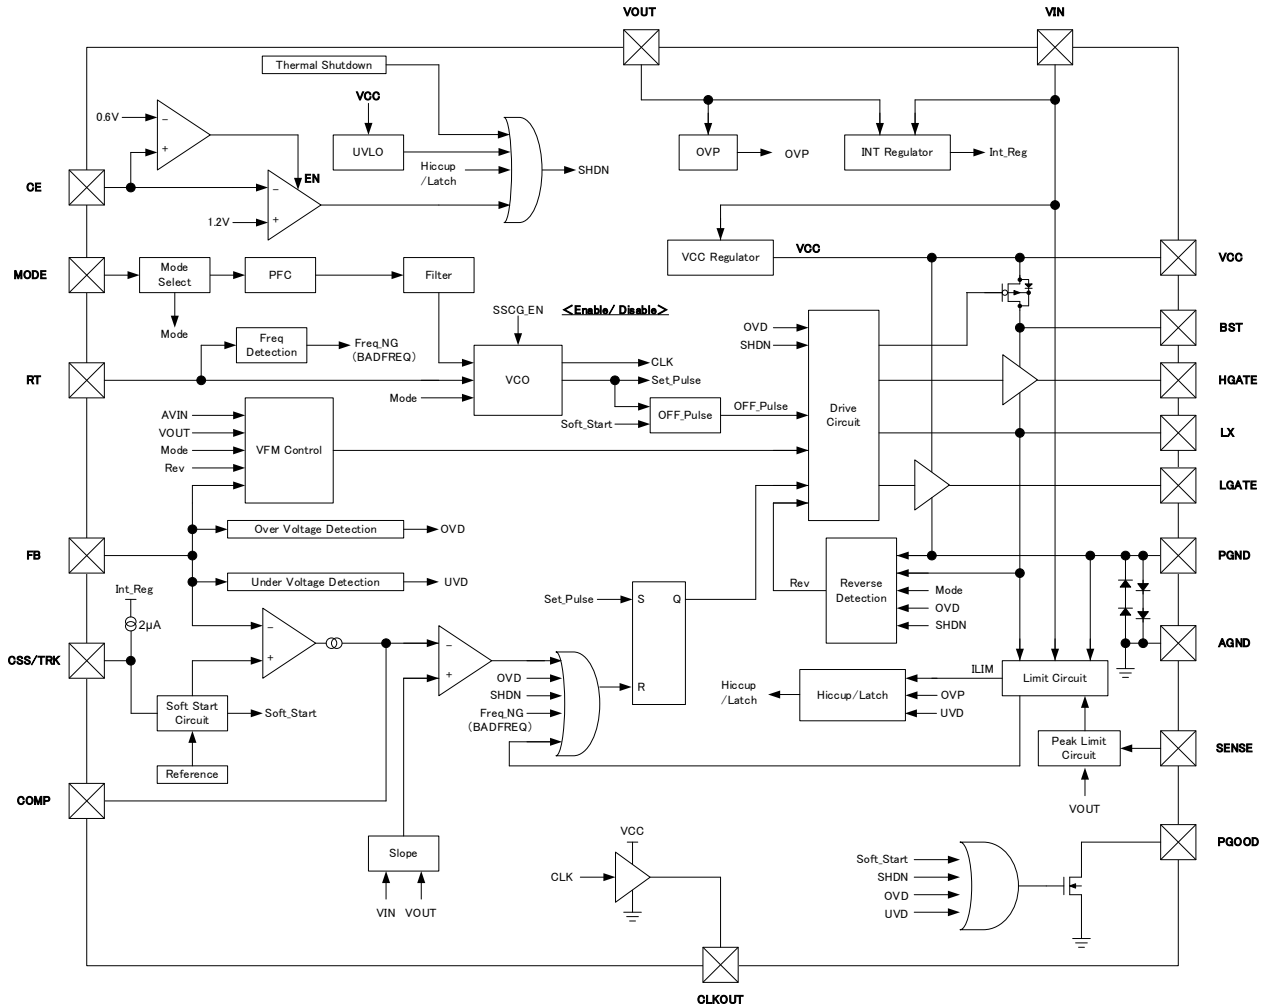 VOUT
VIN
Thermal Shutdown
VCC
0.6V
−
+
UVLO
Hiccup
/Latch
SHDN
OVP
OVP
INT Regulator
Int_Reg
CE
EN
−
+
1.2V
VCC Regulator
VCC
VCC
MODE
Mode
Select
PFC
Filter
Mode
SSCG_EN
<Enable/ Disable>
OVD
SHDN
BST
Freq
Detection
Freq_NG
(BADFREQ)
RT
VCO
CLK
Set_Pulse
Mode
HGATE
AVIN
VOUT
Mode
Rev
VFM Control
Soft_Start
OFF_Pulse
OFF_Pulse
Drive
Circuit
LX
LGATE
Over Voltage Detection
OVD
FB
PGND
Under Voltage Detection
UVD
Int_Reg
2μA
Set_Pulse
S
Q
R
Rev
Reverse
Detection
Mode
OVD
SHDN
−
+
−
+
CSS/TRK
AGND
OVD
SHDN
Freq_NG
(BADFREQ)
Hiccup
/Latch
Hiccup/Latch
ILIM
OVP
UVD
Limit Circuit
Soft Start
Circuit
Soft_Start
Peak Limit
Circuit
SENSE
Reference
VOUT
COMP
Slope
VIN
VOUT
VCC
CLK
Soft_Start
SHDN
OVD
UVD
PGOOD
CLKOUT